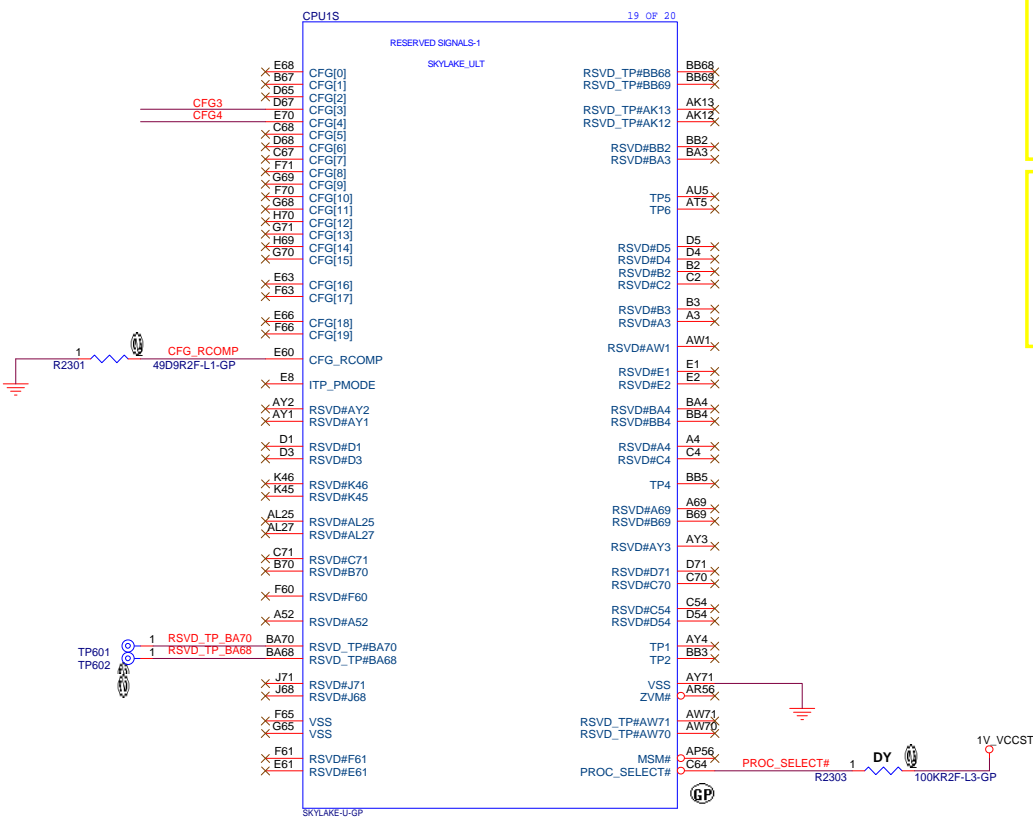 CPU1S 19 OF 20
RESERVED SIGNALS-1
SKYLAKE_ULT
E68 CFG[0]
B67 CFG[1]
D65 CFG[2]
CFG3 D67 CFG[3]
CFG4 E70 CFG[4]
C68 CFG[5]
D68 CFG[6]
C67 CFG[7]
F71 CFG[8]
G69 CFG[9]
F70 CFG[10]
G68 CFG[11]
H70 CFG[12]
G71 CFG[13]
H69 CFG[14]
G70 CFG[15]
E63 CFG[16]
F63 CFG[17]
E66 CFG[18]
F66 CFG[19]
1 CFG_RCOMP E60 CFG_RCOMP
R2301 49D9R2F-L1-GP
E8 ITP_PMODE
AY2 RSVD#AY2
AY1 RSVD#AY1
D1 RSVD#D1
D3 RSVD#D3
K46 RSVD#K46
K45 RSVD#K45
AL25 RSVD#AL25
AL27 RSVD#AL27
C71 RSVD#C71
B70 RSVD#B70
F60 RSVD#F60
A52 RSVD#A52
TP601 1 RSVD_TP_BA70 BA70 RSVD_TP#BA70
TP602 1 RSVD_TP_BA68 BA68 RSVD_TP#BA68
J71 RSVD#J71
J68 RSVD#J68
F65 VSS
G65 VSS
F61 RSVD#F61
E61 RSVD#E61
RSVD_TP#BB68 BB68
RSVD_TP#BB69 BB69
RSVD_TP#AK13 AK13
RSVD_TP#AK12 AK12
RSVD#BB2 BB2
RSVD#BA3 BA3
TP5 AU5
TP6 AT5
RSVD#D5 D5
RSVD#D4 D4
RSVD#B2 B2
RSVD#C2 C2
RSVD#B3 B3
RSVD#A3 A3
RSVD#AW1 AW1
RSVD#E1 E1
RSVD#E2 E2
RSVD#BA4 BA4
RSVD#BB4 BB4
RSVD#A4 A4
RSVD#C4 C4
TP4 BB5
RSVD#A69 A69
RSVD#B69 B69
RSVD#AY3 AY3
RSVD#D71 D71
RSVD#C70 C70
RSVD#C54 C54
RSVD#D54 D54
TP1 AY4
TP2 BB3
VSS AY71
ZVM# AR56
RSVD_TP#AW71 AW71
RSVD_TP#AW70 AW70
MSM# AP56
PROC_SELECT# C64 PROC_SELECT# 1 DY
1V_VCCST
R2303 100KR2F-L3-GP
GP
SKYLAKE-U-GP